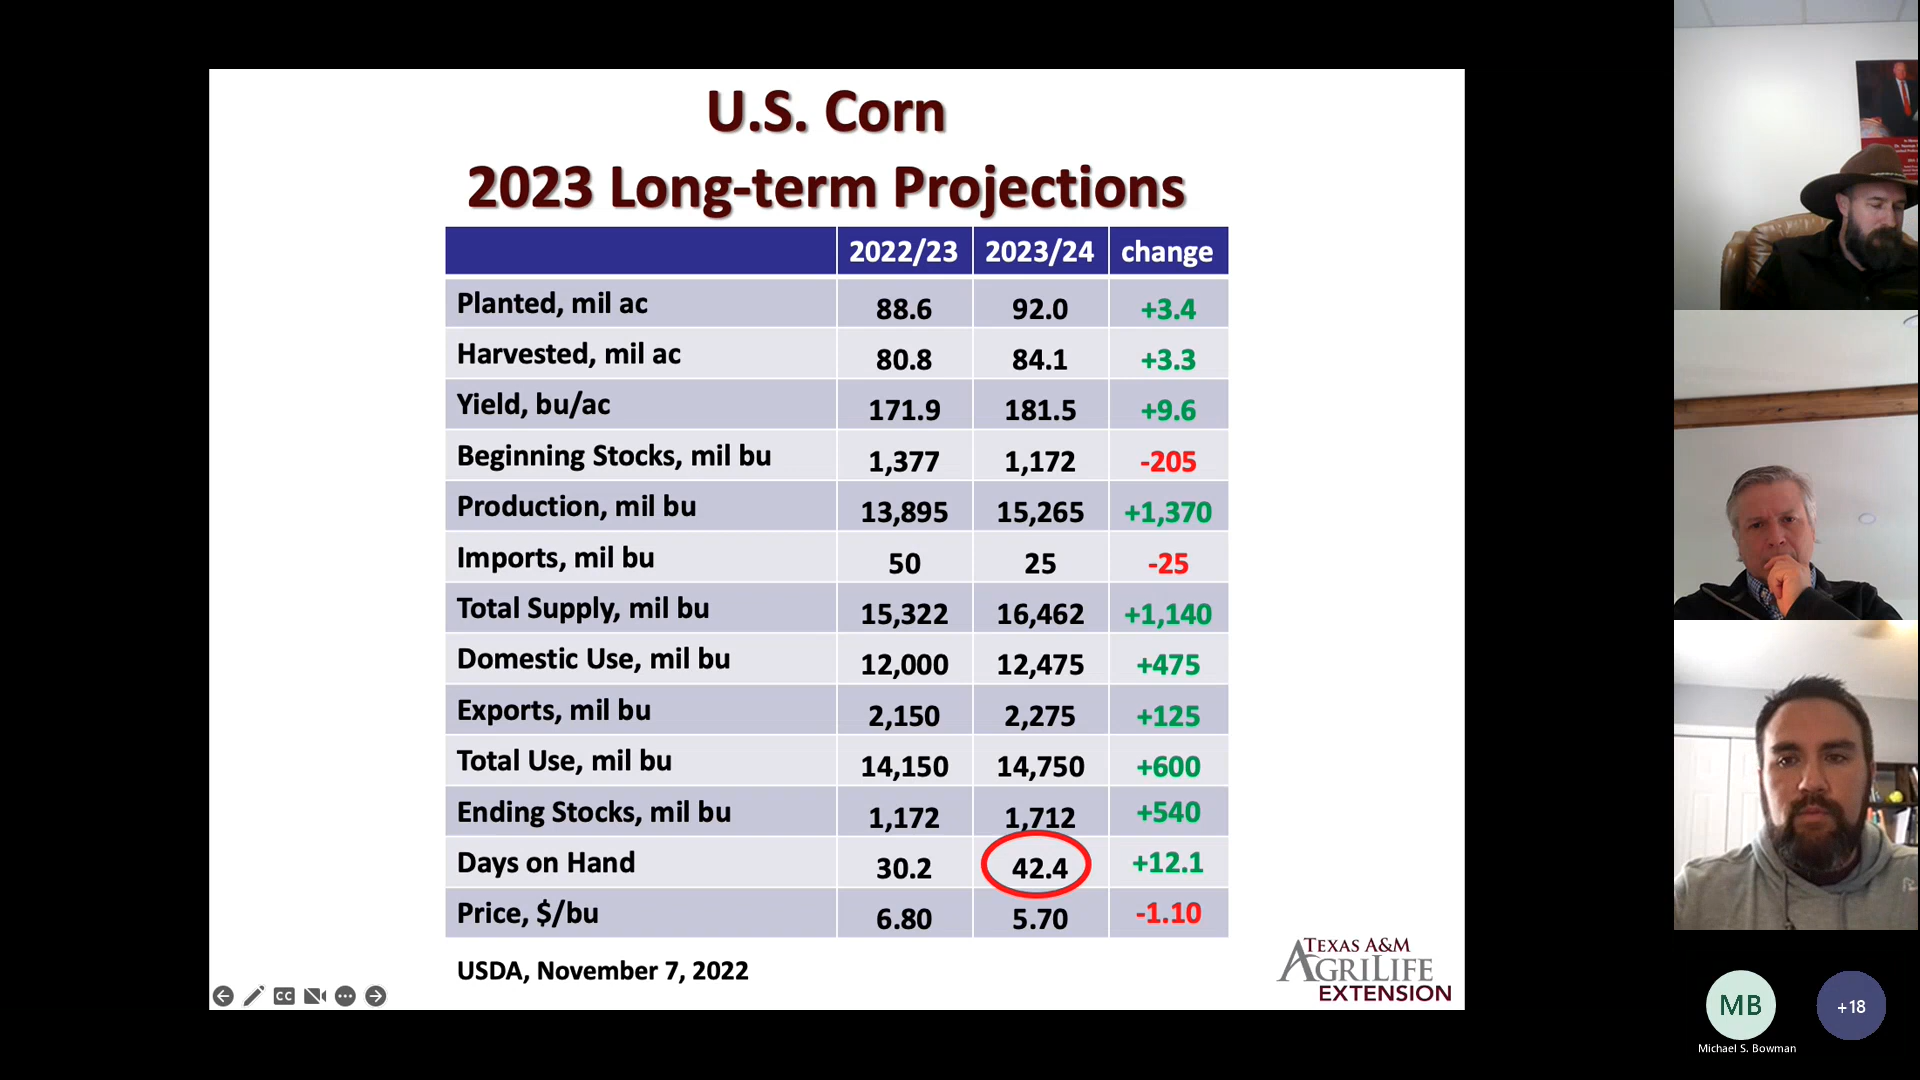 U.S. Corn
2023 Long-term Projections
2022/23 2023/24 change
Planted, mil ac 88.6 92.0 +3.4
Harvested, mil ac 80.8 84.1 +3.3
Yield, bu/ac 171.9 181.5 +9.6
Beginning Stocks, mil bu 1,377 1,172 -205
Production, mil bu 13,895 15,265 +1,370
Imports, mil bu 50 25 -25
Total Supply, mil bu 15,322 16,462 +1,140
Domestic Use, mil bu 12,000 12,475 +475
Exports, mil bu 2,150 2,275 +125
Total Use, mil bu 14,150 14,750 +600
Ending Stocks, mil bu 1,172 1,712 +540
Days on Hand 30.2 42.4 +12.1
Price, $/bu 6.80 5.70 -1.10
USDA, November 7, 2022
TEXAS A&M
AGRILIFE
EXTENSION
CC
MB
+18
Michael S. Bowman